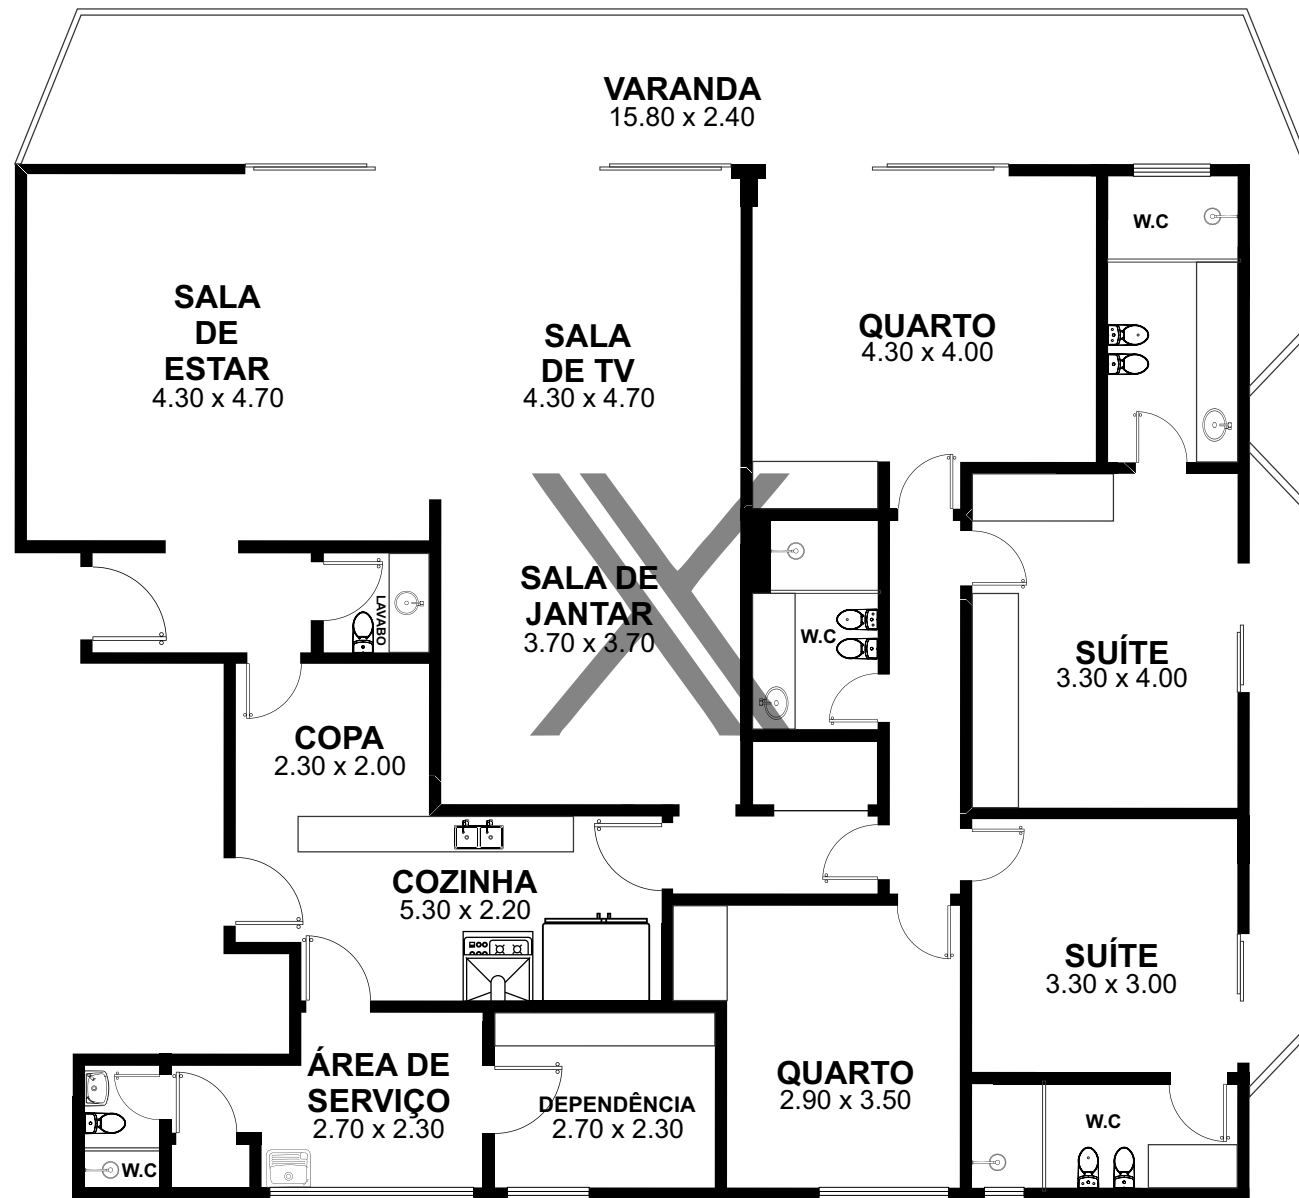 VARANDA
15.80 x 2.40
W.C
SALA
DE
ESTAR
4.30 x 4.70
SALA
DE TV
4.30 x 4.70
QUARTO
4.30 x 4.00
SALA DE
JANTAR
3.70 x 3.70
LAVABO
W.C
SUÍTE
3.30 x 4.00
COPA
2.30 x 2.00
COZINHA
5.30 x 2.20
SUÍTE
3.30 x 3.00
ÁREA DE
SERVIÇO
2.70 x 2.30
DEPENDÊNCIA
2.70 x 2.30
QUARTO
2.90 x 3.50
W.C
W.C